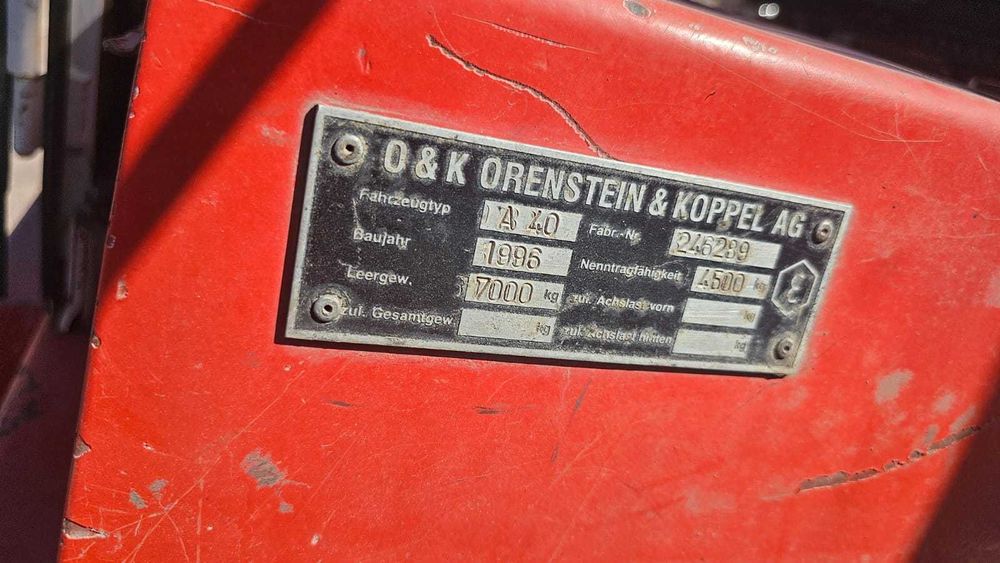 O & K ORENSTEIN & KOPPEL AG
Fahrzeugtyp A 40 Fabr.-Nr. 246289
Baujahr 1996 Nenntragfähigkeit 4500 kg
Leergew. 7000 kg zul. Achslast vorn kg
zul. Gesamtgew. kg zul. Achslast hinten kg